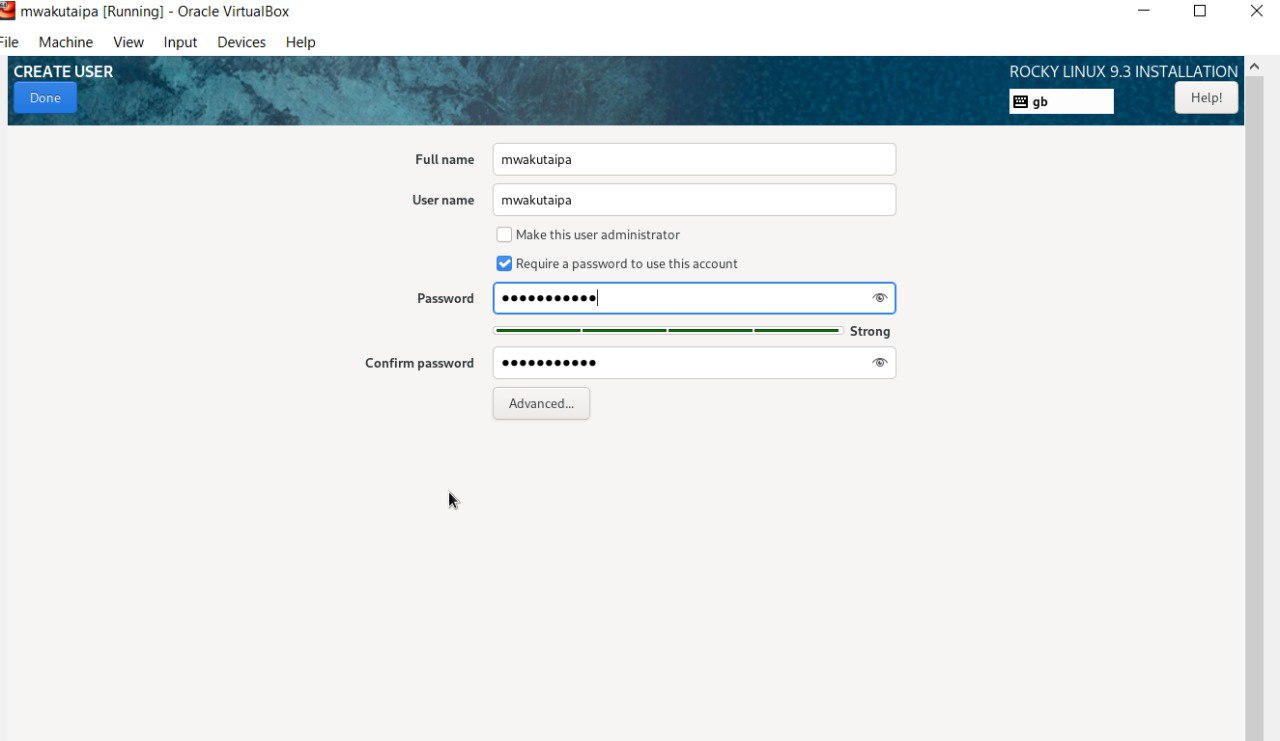 mwakutaipa [Running] - Oracle VirtualBox
File Machine View Input Devices Help
CREATE USER
Done
ROCKY LINUX 9.3 INSTALLATION
gb
Help!
Full name mwakutaipa
User name mwakutaipa
Make this user administrator
Require a password to use this account
Password ●●●●●●●●●●●
Strong
Confirm password ●●●●●●●●●●●
Advanced...